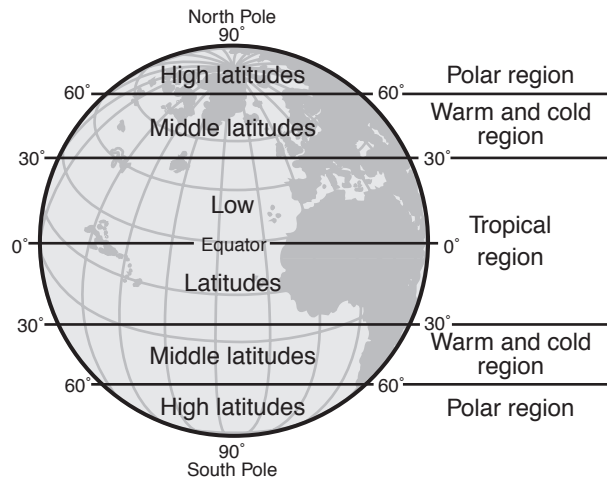 North Pole
90°
High latitudes
Polar region
60°
60°
Middle latitudes
Warm and cold
region
30°
30°
Low
Tropical
region
0°
Equator
0°
Latitudes
30°
30°
Middle latitudes
Warm and cold
region
60°
60°
High latitudes
Polar region
90°
South Pole